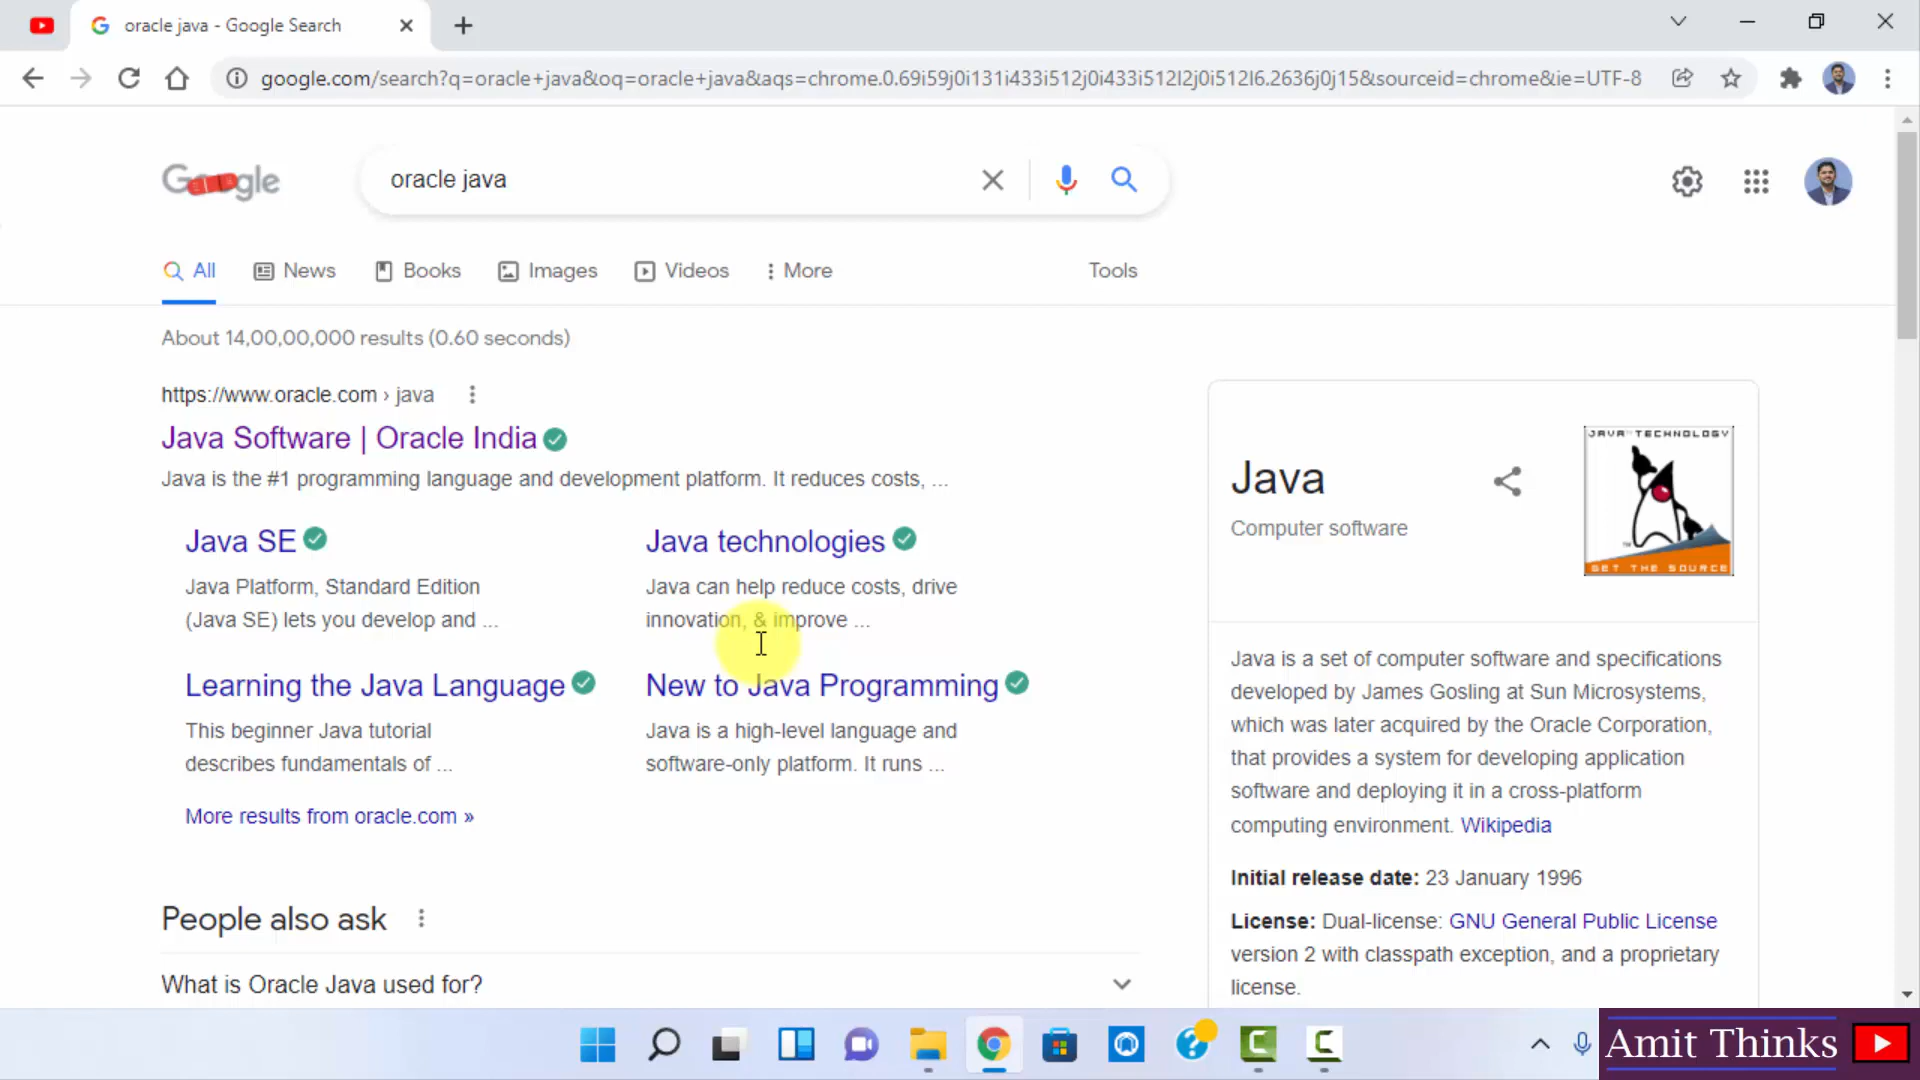 oracle java - Google Search
google.com/search?q=oracle+java&oq=oracle+java&aqs=chrome.0.69i59j0i131i433i512j0i433i512l2j0i512l6.2636j0j15&sourceid=chrome&ie=UTF-8
Google
oracle java
All News Books Images Videos More Tools
About 14,00,00,000 results (0.60 seconds)
https://www.oracle.com › java
Java Software | Oracle India
Java is the #1 programming language and development platform. It reduces costs, ...
Java SE
Java Platform, Standard Edition
(Java SE) lets you develop and ...
Java technologies
Java can help reduce costs, drive
innovation, & improve ...
Learning the Java Language
This beginner Java tutorial
describes fundamentals of ...
New to Java Programming
Java is a high-level language and
software-only platform. It runs ...
More results from oracle.com »
People also ask
What is Oracle Java used for?
Java
Computer software
JAVA™ TECHNOLOGY
GET THE SOURCE
Java is a set of computer software and specifications
developed by James Gosling at Sun Microsystems,
which was later acquired by the Oracle Corporation,
that provides a system for developing application
software and deploying it in a cross-platform
computing environment. Wikipedia
Initial release date: 23 January 1996
License: Dual-license: GNU General Public License
version 2 with classpath exception, and a proprietary
license.
Amit Thinks